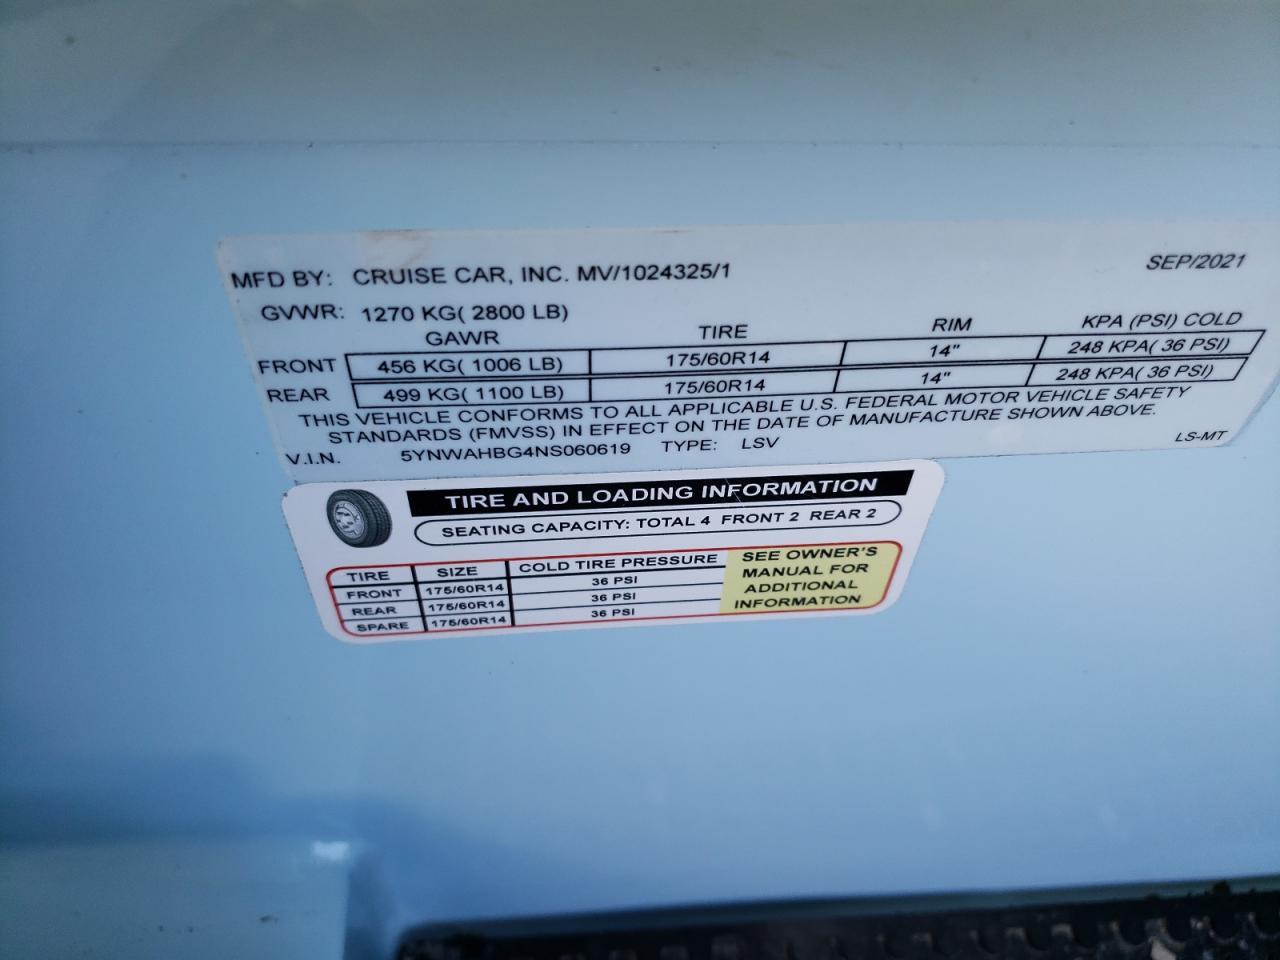 MFD BY: CRUISE CAR, INC. MV/1024325/1 SEP/2021
GVWR: 1270 KG( 2800 LB)
GAWR TIRE RIM KPA (PSI) COLD
FRONT 456 KG( 1006 LB) 175/60R14 14" 248 KPA( 36 PSI)
REAR 499 KG( 1100 LB) 175/60R14 14" 248 KPA( 36 PSI)
THIS VEHICLE CONFORMS TO ALL APPLICABLE U.S. FEDERAL MOTOR VEHICLE SAFETY
STANDARDS (FMVSS) IN EFFECT ON THE DATE OF MANUFACTURE SHOWN ABOVE.
V.I.N. 5YNWAHBG4NS060619 TYPE: LSV LS-MT
TIRE AND LOADING INFORMATION
SEATING CAPACITY: TOTAL 4 FRONT 2 REAR 2
TIRE SIZE COLD TIRE PRESSURE
FRONT 175/60R14 36 PSI
REAR 175/60R14 36 PSI
SPARE 175/60R14 36 PSI
SEE OWNER'S
MANUAL FOR
ADDITIONAL
INFORMATION